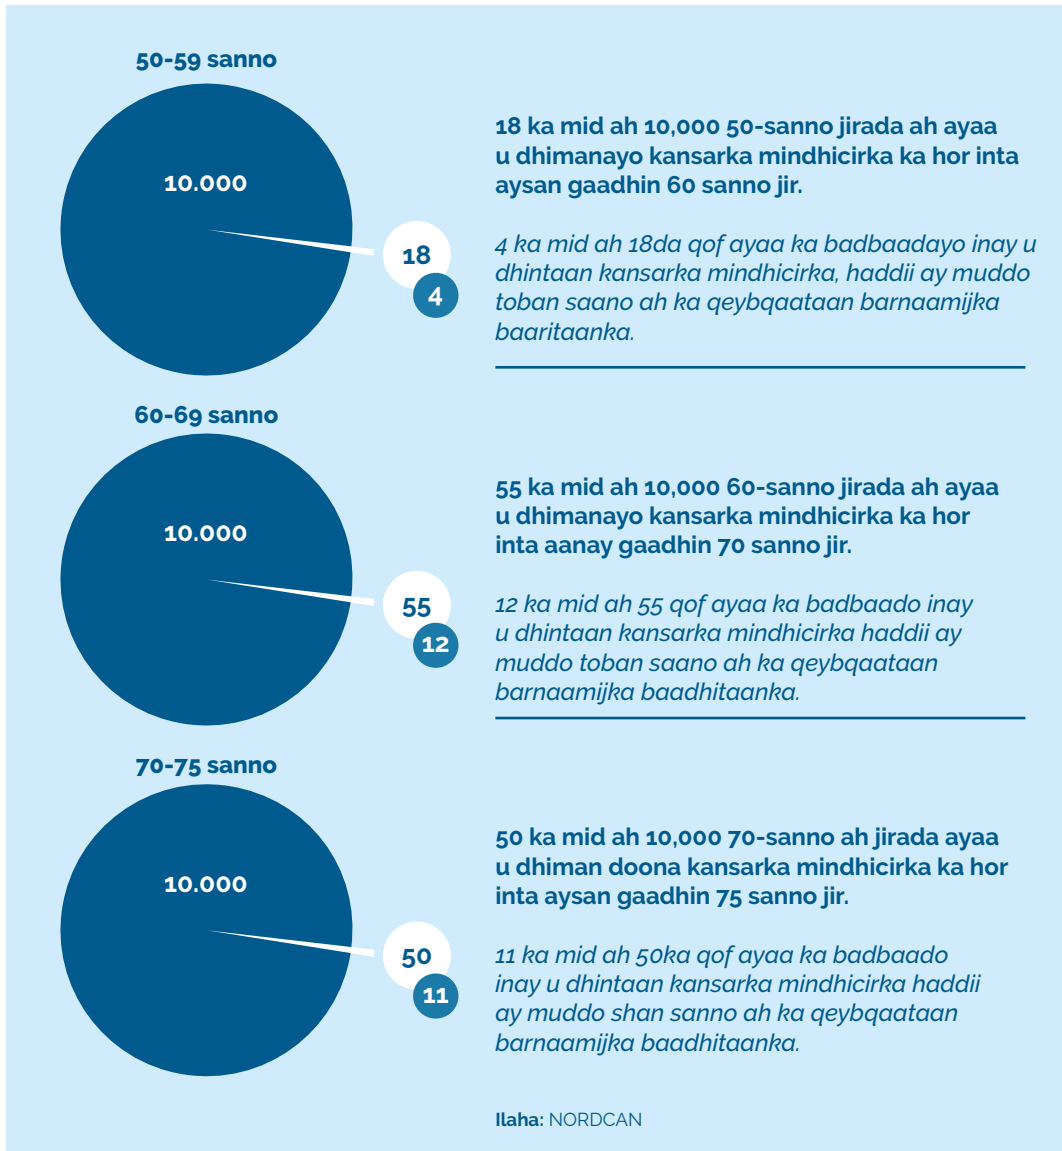 50-59 sanno
10.000
18
4
18 ka mid ah 10,000 50-sanno jirada ah ayaa
u dhimanayo kansarka mindhicirka ka hor inta
aysan gaadhin 60 sanno jir.
4 ka mid ah 18da qof ayaa ka badbaadayo inay u
dhintaan kansarka mindhicirka, haddii ay muddo
toban saano ah ka qeybqaataan barnaamijka
baaritaanka.
60-69 sanno
10.000
55
12
55 ka mid ah 10,000 60-sanno jirada ah ayaa
u dhimanayo kansarka mindhicirka ka hor
inta aanay gaadhin 70 sanno jir.
12 ka mid ah 55 qof ayaa ka badbaado inay
u dhintaan kansarka mindhicirka haddii ay
muddo toban saano ah ka qeybqaataan
barnaamijka baadhitaanka.
70-75 sanno
10.000
50
11
50 ka mid ah 10,000 70-sanno ah jirada ayaa
u dhiman doona kansarka mindhicirka ka hor
inta aysan gaadhin 75 sanno jir.
11 ka mid ah 50ka qof ayaa ka badbaado
inay u dhintaan kansarka mindhicirka haddii
ay muddo shan sanno ah ka qeybqaataan
barnaamijka baadhitaanka.
Ilaha: NORDCAN